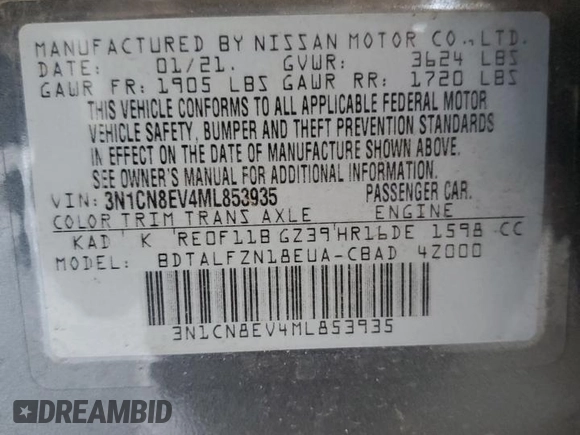 MANUFACTURED BY NISSAN MOTOR CO.,LTD.
DATE: 01/21. GVWR: 3624 LBS
GAWR FR: 1905 LBS GAWR RR: 1720 LBS
THIS VEHICLE CONFORMS TO ALL APPLICABLE FEDERAL MOTOR
VEHICLE SAFETY, BUMPER AND THEFT PREVENTION STANDARDS
IN EFFECT ON THE DATE OF MANUFACTURE SHOWN ABOVE.
SEE OWNER'S MANUAL FOR ADDITIONAL INFORMATION.
VIN: 3N1CN8EV4ML853935 PASSENGER CAR.
COLOR TRIM TRANS AXLE ENGINE
KAD K RE0F11B GZ39 HR16DE 1598 CC
MODEL: BDTALFZN18EUA-CBAD 4Z000
3N1CN8EV4ML853935
DREAMBID